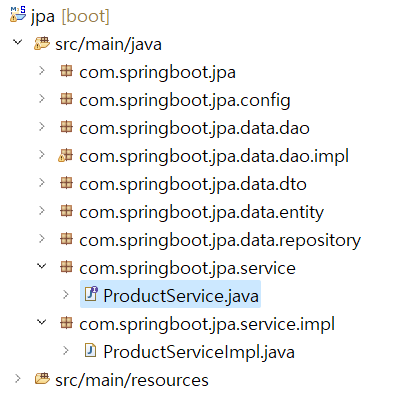 jpa [boot]
src/main/java
com.springboot.jpa
com.springboot.jpa.config
com.springboot.jpa.data.dao
com.springboot.jpa.data.dao.impl
com.springboot.jpa.data.dto
com.springboot.jpa.data.entity
com.springboot.jpa.data.repository
com.springboot.jpa.service
ProductService.java
com.springboot.jpa.service.impl
ProductServiceImpl.java
src/main/resources